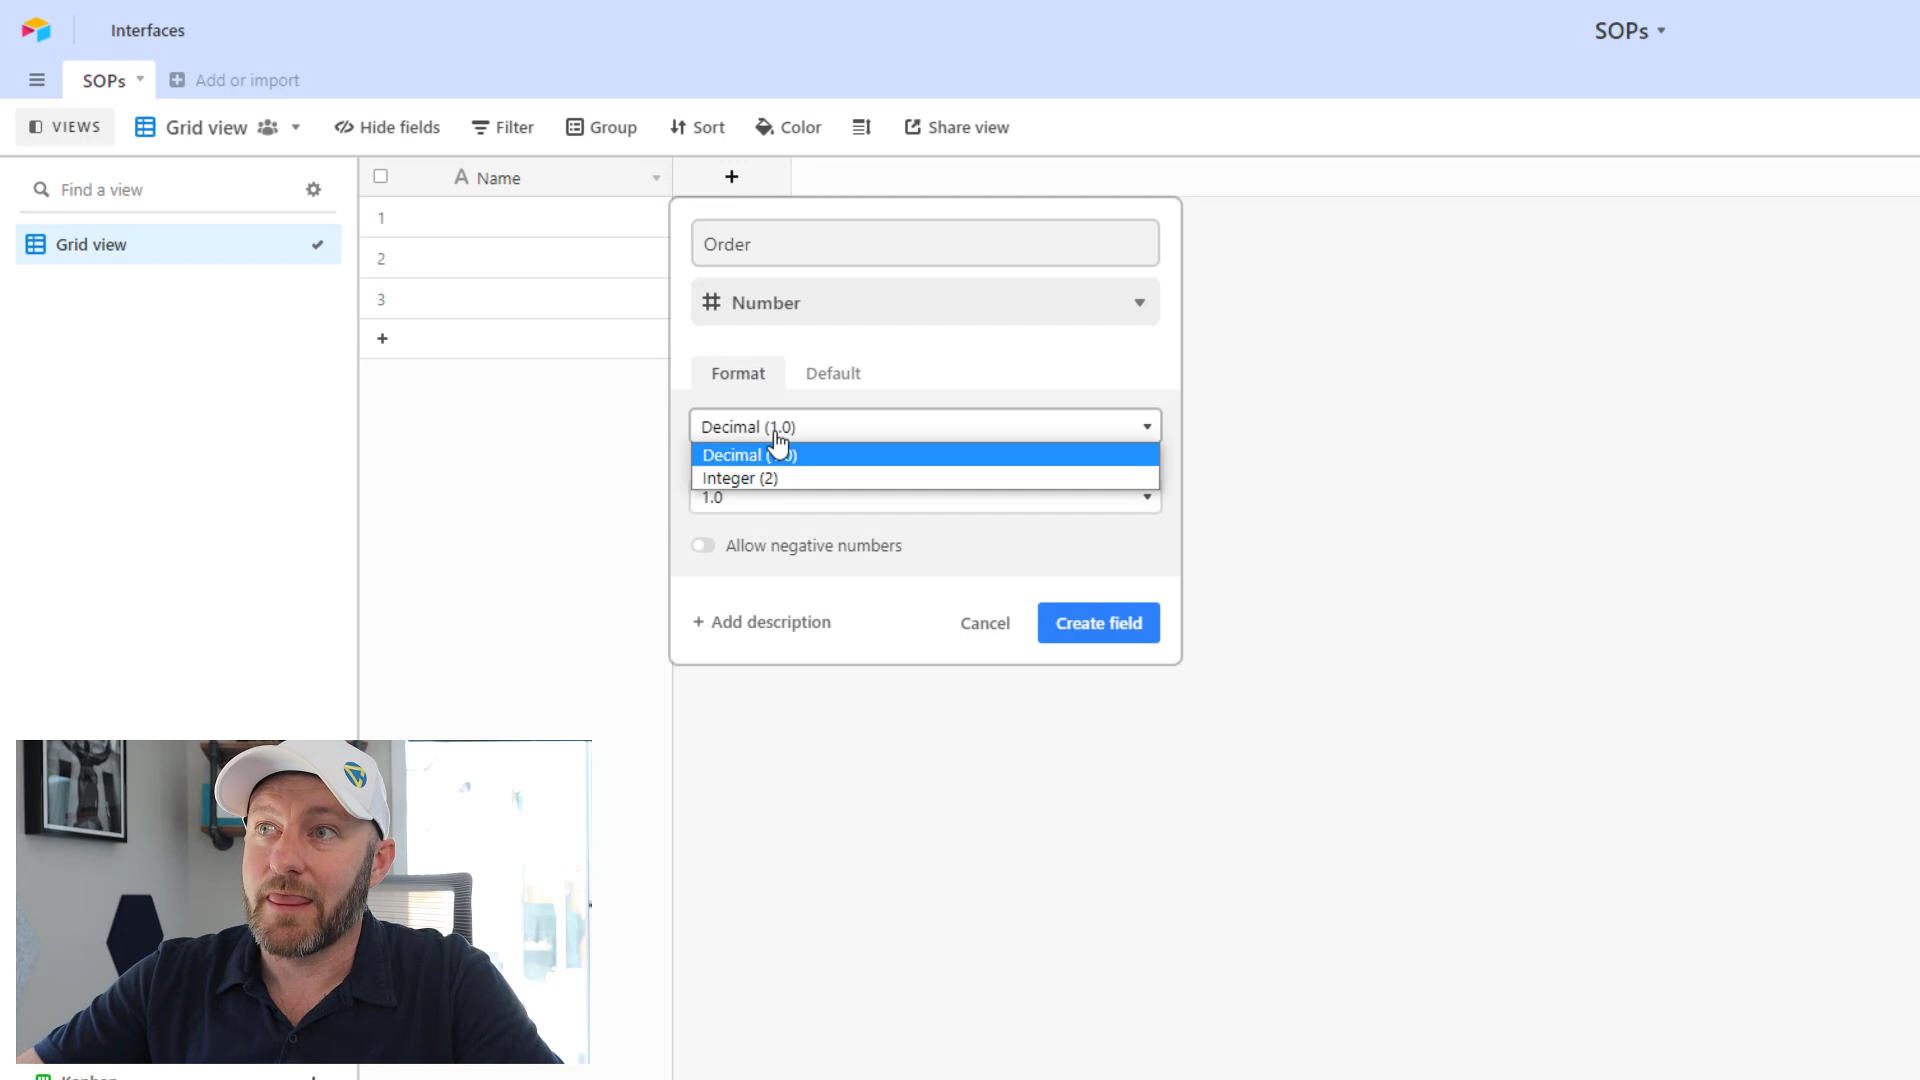 Interfaces
SOPs
SOPs
Add or import
VIEWS
Grid view
Hide fields
Filter
Group
Sort
Color
Share view
Find a view
Name
+
1
Order
Grid view
2
3
Number
+
Format
Default
Decimal (1.0)
Decimal
Integer (2)
1.0
Allow negative numbers
+ Add description
Cancel
Create field